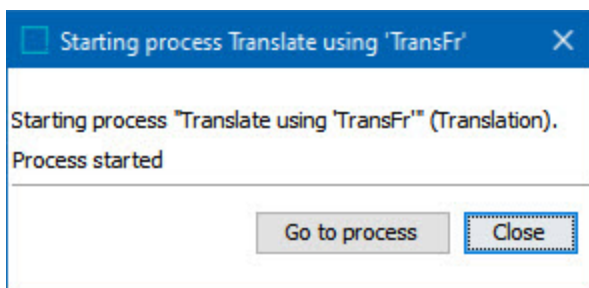 Starting process Translate using 'TransFr'
Starting process "Translate using 'TransFr'" (Translation).
Process started
Go to process Close